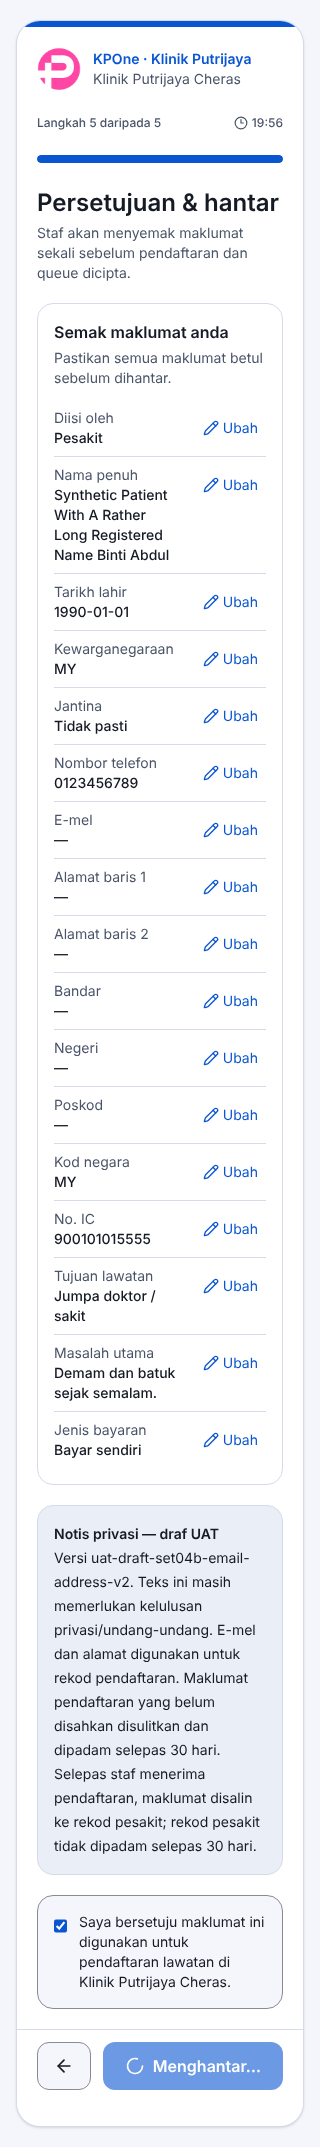 KPOne · Klinik Putrijaya
Klinik Putrijaya Cheras
Langkah 5 daripada 5
19:56
Persetujuan & hantar
Staf akan menyemak maklumat
sekali sebelum pendaftaran dan
queue dicipta.
Semak maklumat anda
Pastikan semua maklumat betul
sebelum dihantar.
Diisi oleh
Pesakit
Ubah
Nama penuh
Synthetic Patient
With A Rather
Long Registered
Name Binti Abdul
Ubah
Tarikh lahir
1990-01-01
Ubah
Kewarganegaraan
MY
Ubah
Jantina
Tidak pasti
Ubah
Nombor telefon
0123456789
Ubah
E-mel
—
Ubah
Alamat baris 1
—
Ubah
Alamat baris 2
—
Ubah
Bandar
—
Ubah
Negeri
—
Ubah
Poskod
—
Ubah
Kod negara
MY
Ubah
No. IC
900101015555
Ubah
Tujuan lawatan
Jumpa doktor /
sakit
Ubah
Masalah utama
Demam dan batuk
sejak semalam.
Ubah
Jenis bayaran
Bayar sendiri
Ubah
Notis privasi — draf UAT
Versi uat-draft-set04b-email-
address-v2. Teks ini masih
memerlukan kelulusan
privasi/undang-undang. E-mel
dan alamat digunakan untuk
rekod pendaftaran. Maklumat
pendaftaran yang belum
disahkan disulitkan dan
dipadam selepas 30 hari.
Selepas staf menerima
pendaftaran, maklumat disalin
ke rekod pesakit; rekod pesakit
tidak dipadam selepas 30 hari.
Saya bersetuju maklumat ini
digunakan untuk
pendaftaran lawatan di
Klinik Putrijaya Cheras.
Menghantar...